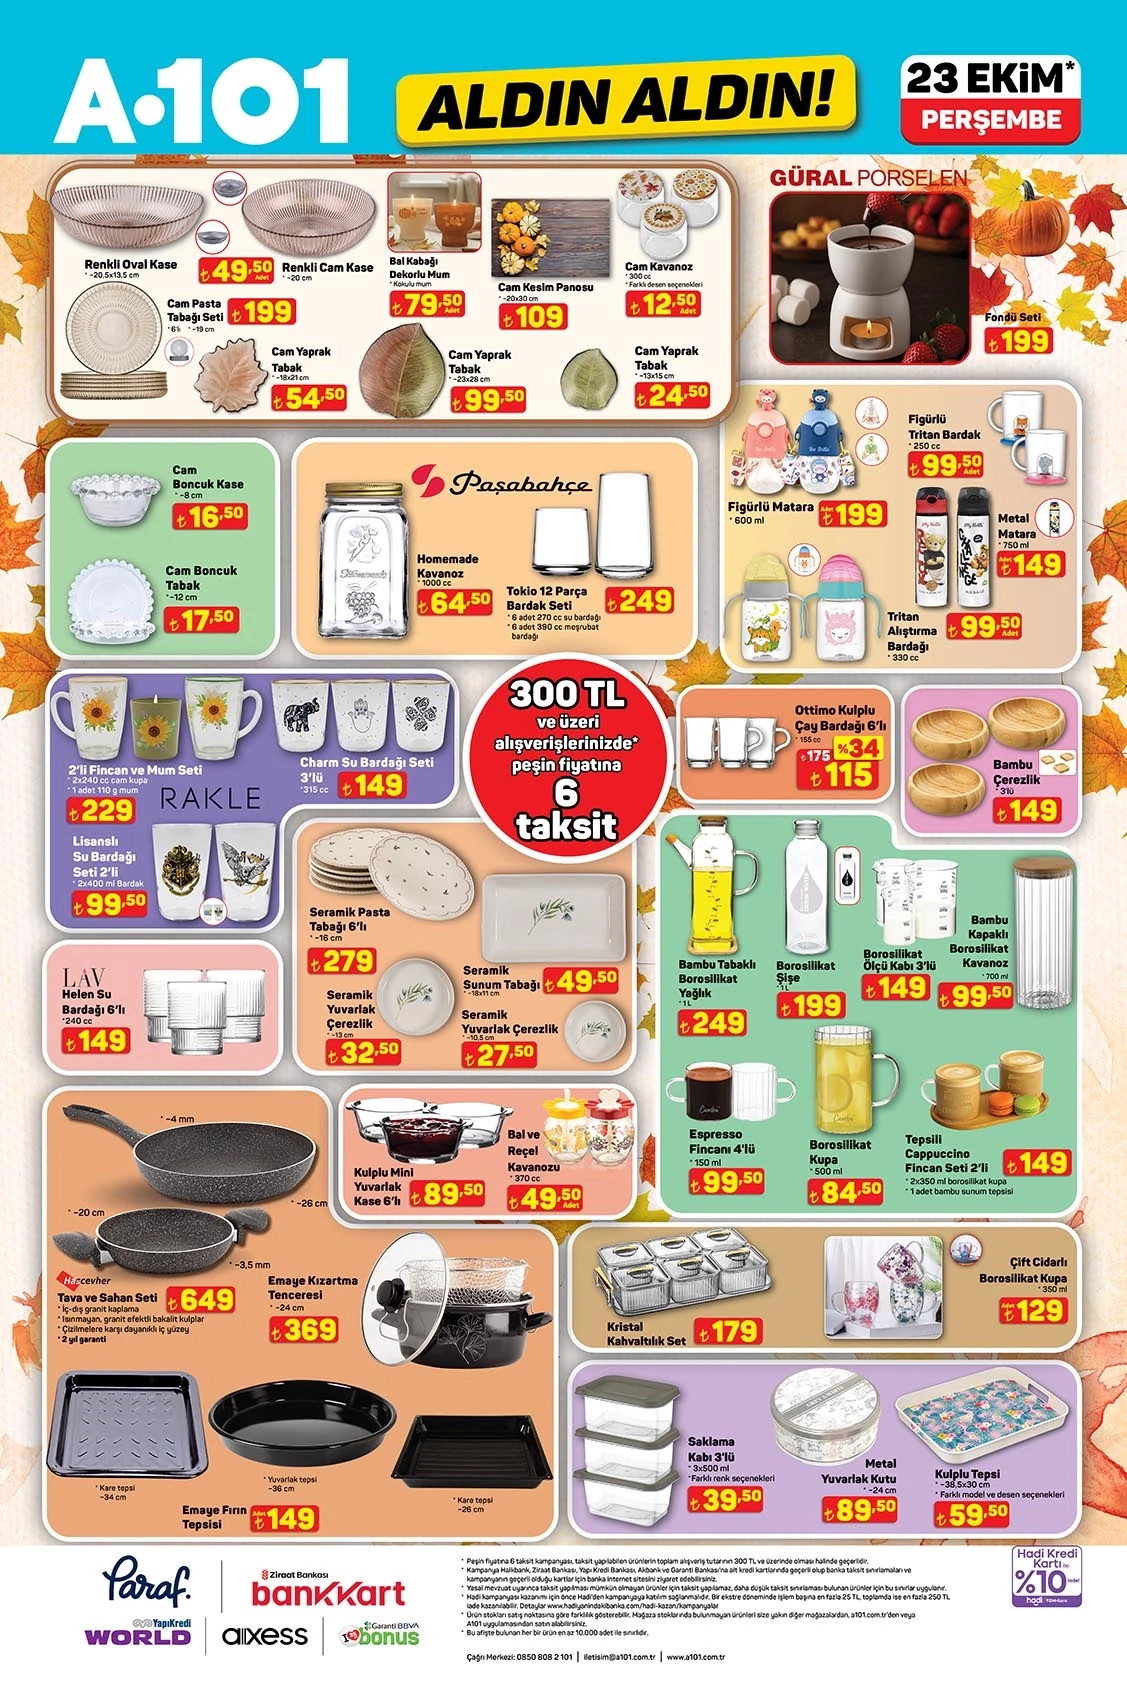 A•101
ALDIN ALDIN!
23 EKİM*
PERŞEMBE
Renkli Oval Kase
* ~20,5x13,5 cm
₺49,50
Adet
Renkli Cam Kase
* ~20 cm
Bal Kabağı
Dekorlu Mum
* Kokulu mum
₺79,50
Adet
Cam Kesim Panosu
* ~20x30 cm
₺109
Cam Kavanoz
* 300 cc
* Farklı desen seçenekleri
₺12,50
Adet
Cam Pasta
Tabağı Seti
* 6'lı * ~19 cm
₺199
Cam Yaprak
Tabak
* ~18x21 cm
₺54,50
Cam Yaprak
Tabak
* ~23x28 cm
₺99,50
Cam Yaprak
Tabak
* ~13x15 cm
₺24,50
GÜRAL PORSELEN
Fondü Seti
₺199
Cam
Boncuk Kase
* ~8 cm
₺16,50
Cam Boncuk
Tabak
* ~12 cm
₺17,50
Paşabahçe
Homemade
Kavanoz
* 1000 cc
₺64,50
Tokio 12 Parça
Bardak Seti
* 6 adet 270 cc su bardağı
* 6 adet 390 cc meşrubat
bardağı
₺249
Figürlü Matara
* 600 ml
Adet ₺199
Figürlü
Tritan Bardak
* 250 cc
₺99,50
Adet
Metal
Matara
* 750 ml
Adet ₺149
Tritan
Alıştırma
Bardağı
* 330 cc
₺99,50
Adet
2'li Fincan ve Mum Seti
* 2x240 cc cam kupa
* 1 adet 110 g mum
₺229
RAKLE
Charm Su Bardağı Seti
3'lü
*315 cc
₺149
Lisanslı
Su Bardağı
Seti 2'li
* 2x400 ml Bardak
₺99,50
300 TL
ve üzeri
alışverişlerinizde*
peşin fiyatına
6
taksit
Ottimo Kulplu
Çay Bardağı 6'lı
* 155 cc
₺175
%34
₺115
Bambu
Çerezlik
* 3'lü
₺149
LAV
Helen Su
Bardağı 6'lı
*240 cc
₺149
Seramik Pasta
Tabağı 6'lı
* ~16 cm
₺279
Seramik
Sunum Tabağı
* ~18x11 cm
₺49,50
Seramik
Yuvarlak
Çerezlik
* ~13 cm
₺32,50
Seramik
Yuvarlak Çerezlik
* ~10,5 cm
₺27,50
Bambu Tabaklı
Borosilikat
Yağlık
* 1 L
₺249
Borosilikat
Şişe
* 1 L
₺199
Borosilikat
Ölçü Kabı 3'lü
₺149
Bambu
Kapaklı
Borosilikat
Kavanoz
* 700 ml
₺99,50
Espresso
Fincanı 4'lü
* 150 ml
₺99,50
Borosilikat
Kupa
* 500 ml
₺84,50
Tepsili
Cappuccino
Fincan Seti 2'li
* 2x350 ml borosilikat kupa
* 1 adet bambu sunum tepsisi
₺149
* ~4 mm
* ~26 cm
* ~20 cm
* ~3,5 mm
Hascevher
Tava ve Sahan Seti
* İç-dış granit kaplama
* Isınmayan, granit efektli bakalit kulplar
* Çizilmelere karşı dayanıklı iç yüzey
* 2 yıl garanti
₺649
Kulplu Mini
Yuvarlak
Kase 6'lı
₺89,50
Bal ve
Reçel
Kavanozu
* 370 cc
₺49,50
Adet
Emaye Kızartma
Tenceresi
* ~24 cm
₺369
* Kare tepsi
~34 cm
* Yuvarlak tepsi
~36 cm
* Kare tepsi
~26 cm
Emaye Fırın
Tepsisi
Adet ₺149
Kristal
Kahvaltılık Set
₺179
Çift Cidarlı
Borosilikat Kupa
* 350 ml
Adet ₺129
Saklama
Kabı 3'lü
* 3x500 ml
*Farklı renk seçenekleri
₺39,50
Metal
Yuvarlak Kutu
* ~24 cm
₺89,50
Kulplu Tepsi
* ~38,5x30 cm
* Farklı model ve desen seçenekleri
₺59,50
Paraf.
Ziraat Bankası
bankkart
YapıKredi
WORLD
axess
Garanti BBVA
bonus
* Peşin fiyatına 6 taksit kampanyası, taksit yapılabilen ürünlerin toplam alışveriş tutarının 300 TL ve üzerinde olması halinde geçerlidir.
* Kampanya Halkbank, Ziraat Bankası, Yapı Kredi Bankası, Akbank ve Garanti Bankası'na ait kredi kartlarında geçerli olup banka taksit sınırlamaları ve
kampanyanın geçerli olduğu kartlar için banka internet sitesini ziyaret edebilirsiniz.
* Yasal mevzuat uyarınca taksit yapılması mümkün olmayan ürünler için taksit yapılamaz, daha düşük taksit sınırlaması bulunan ürünler için bu sınırlar uygulanır.
* Hadi kampanyası kazanımı için önce Hadi'den kampanyaya katılım sağlanmalıdır. Bir ekstre döneminde işlem başına en fazla 25 TL, toplamda ise en fazla 250 TL
iade kazanılabilir. Detaylar www.hadiyanindakibanka.com/hadi-kazan/kampanyalar
* Ürün stokları satış noktasına göre farklılık gösterebilir. Mağaza stoklarında bulunmayan ürünleri size yakın diğer mağazalardan, a101.com.tr'den veya
A101 uygulamasından satın alabilirsiniz.
* Bu afişte bulunan her bir ürün en az 10.000 adet ile sınırlıdır.
Çağrı Merkezi: 0850 808 2 101 | iletisim@a101.com.tr | www.a101.com.tr
Hadi Kredi
Kartı ile
%10 iade!
hadi